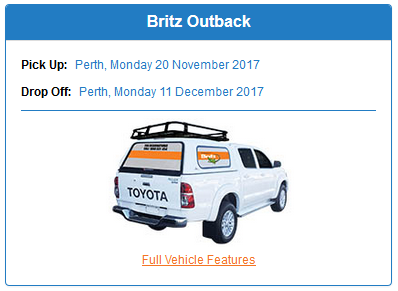 Britz Outback
Pick Up: Perth, Monday 20 November 2017
Drop Off: Perth, Monday 11 December 2017
Britz
TOYOTA
Full Vehicle Features